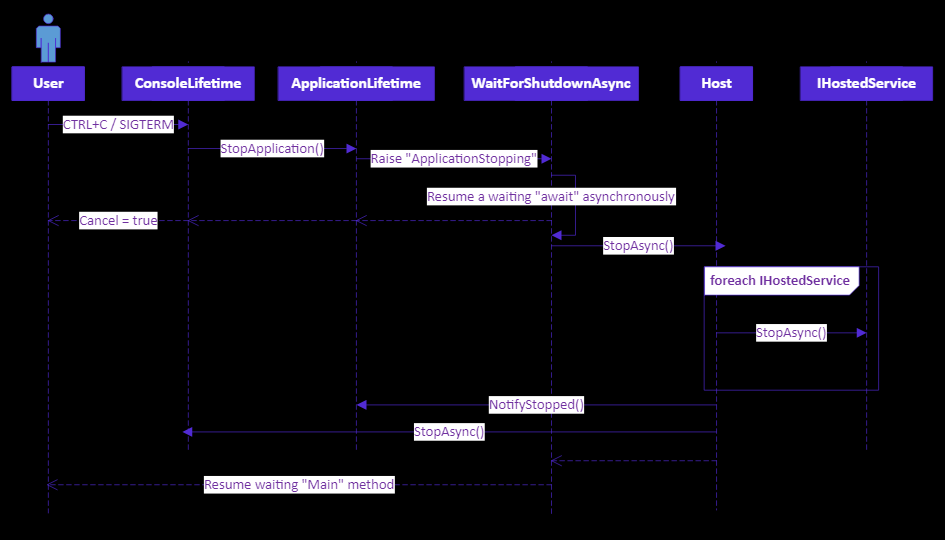 User
ConsoleLifetime
ApplicationLifetime
WaitForShutdownAsync
Host
IHostedService
CTRL+C / SIGTERM
StopApplication()
Raise "ApplicationStopping"
Resume a waiting "await" asynchronously
Cancel = true
StopAsync()
foreach IHostedService
StopAsync()
NotifyStopped()
StopAsync()
Resume waiting "Main" method